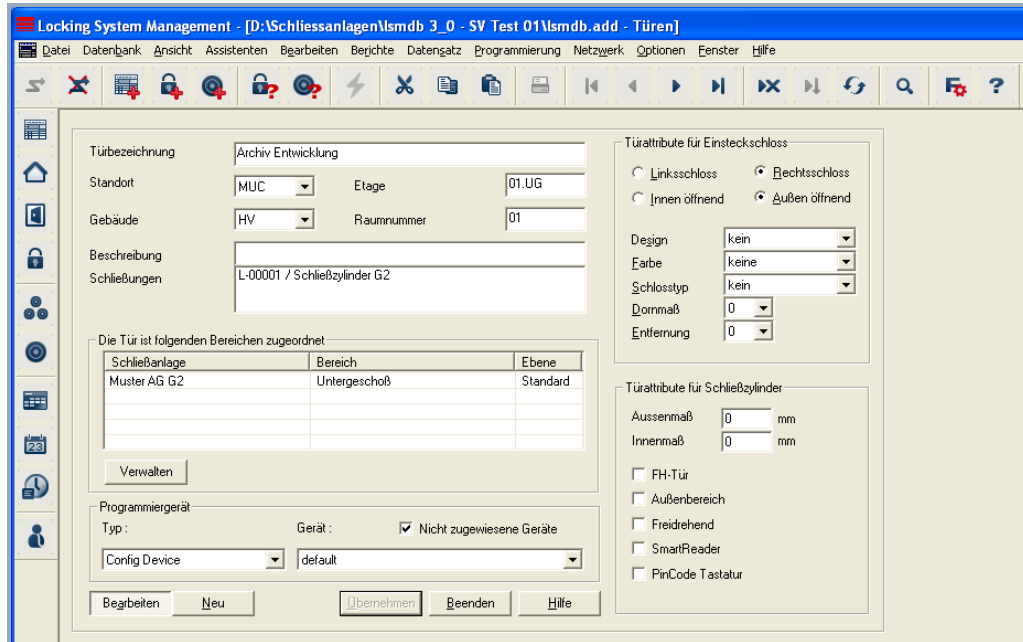 Locking System Management - [D:\Schliessanlagen\lsmdb 3_0 - SV Test 01\lsmdb.add - Türen]
Datei Datenbank Ansicht Assistenten Bearbeiten Berichte Datensatz Programmierung Netzwerk Optionen Fenster Hilfe
Türbezeichnung Archiv Entwicklung
Standort MUC Etage 01.UG
Gebäude HV Raumnummer 01
Beschreibung
Schließungen L-00001 / Schließzylinder G2
Die Tür ist folgenden Bereichen zugeordnet
Schließanlage Bereich Ebene
Muster AG G2 Untergeschoß Standard
Verwalten
Programmiergerät
Typ : Gerät : Nicht zugewiesene Geräte
Config Device default
Bearbeiten Neu Übernehmen Beenden Hilfe
Türattribute für Einsteckschloss
Linksschloss Rechtsschloss
Innen öffnend Außen öffnend
Design kein
Farbe keine
Schlosstyp kein
Dornmaß 0
Entfernung 0
Türattribute für Schließzylinder
Aussenmaß 0 mm
Innenmaß 0 mm
FH-Tür
Außenbereich
Freidrehend
SmartReader
PinCode Tastatur
23